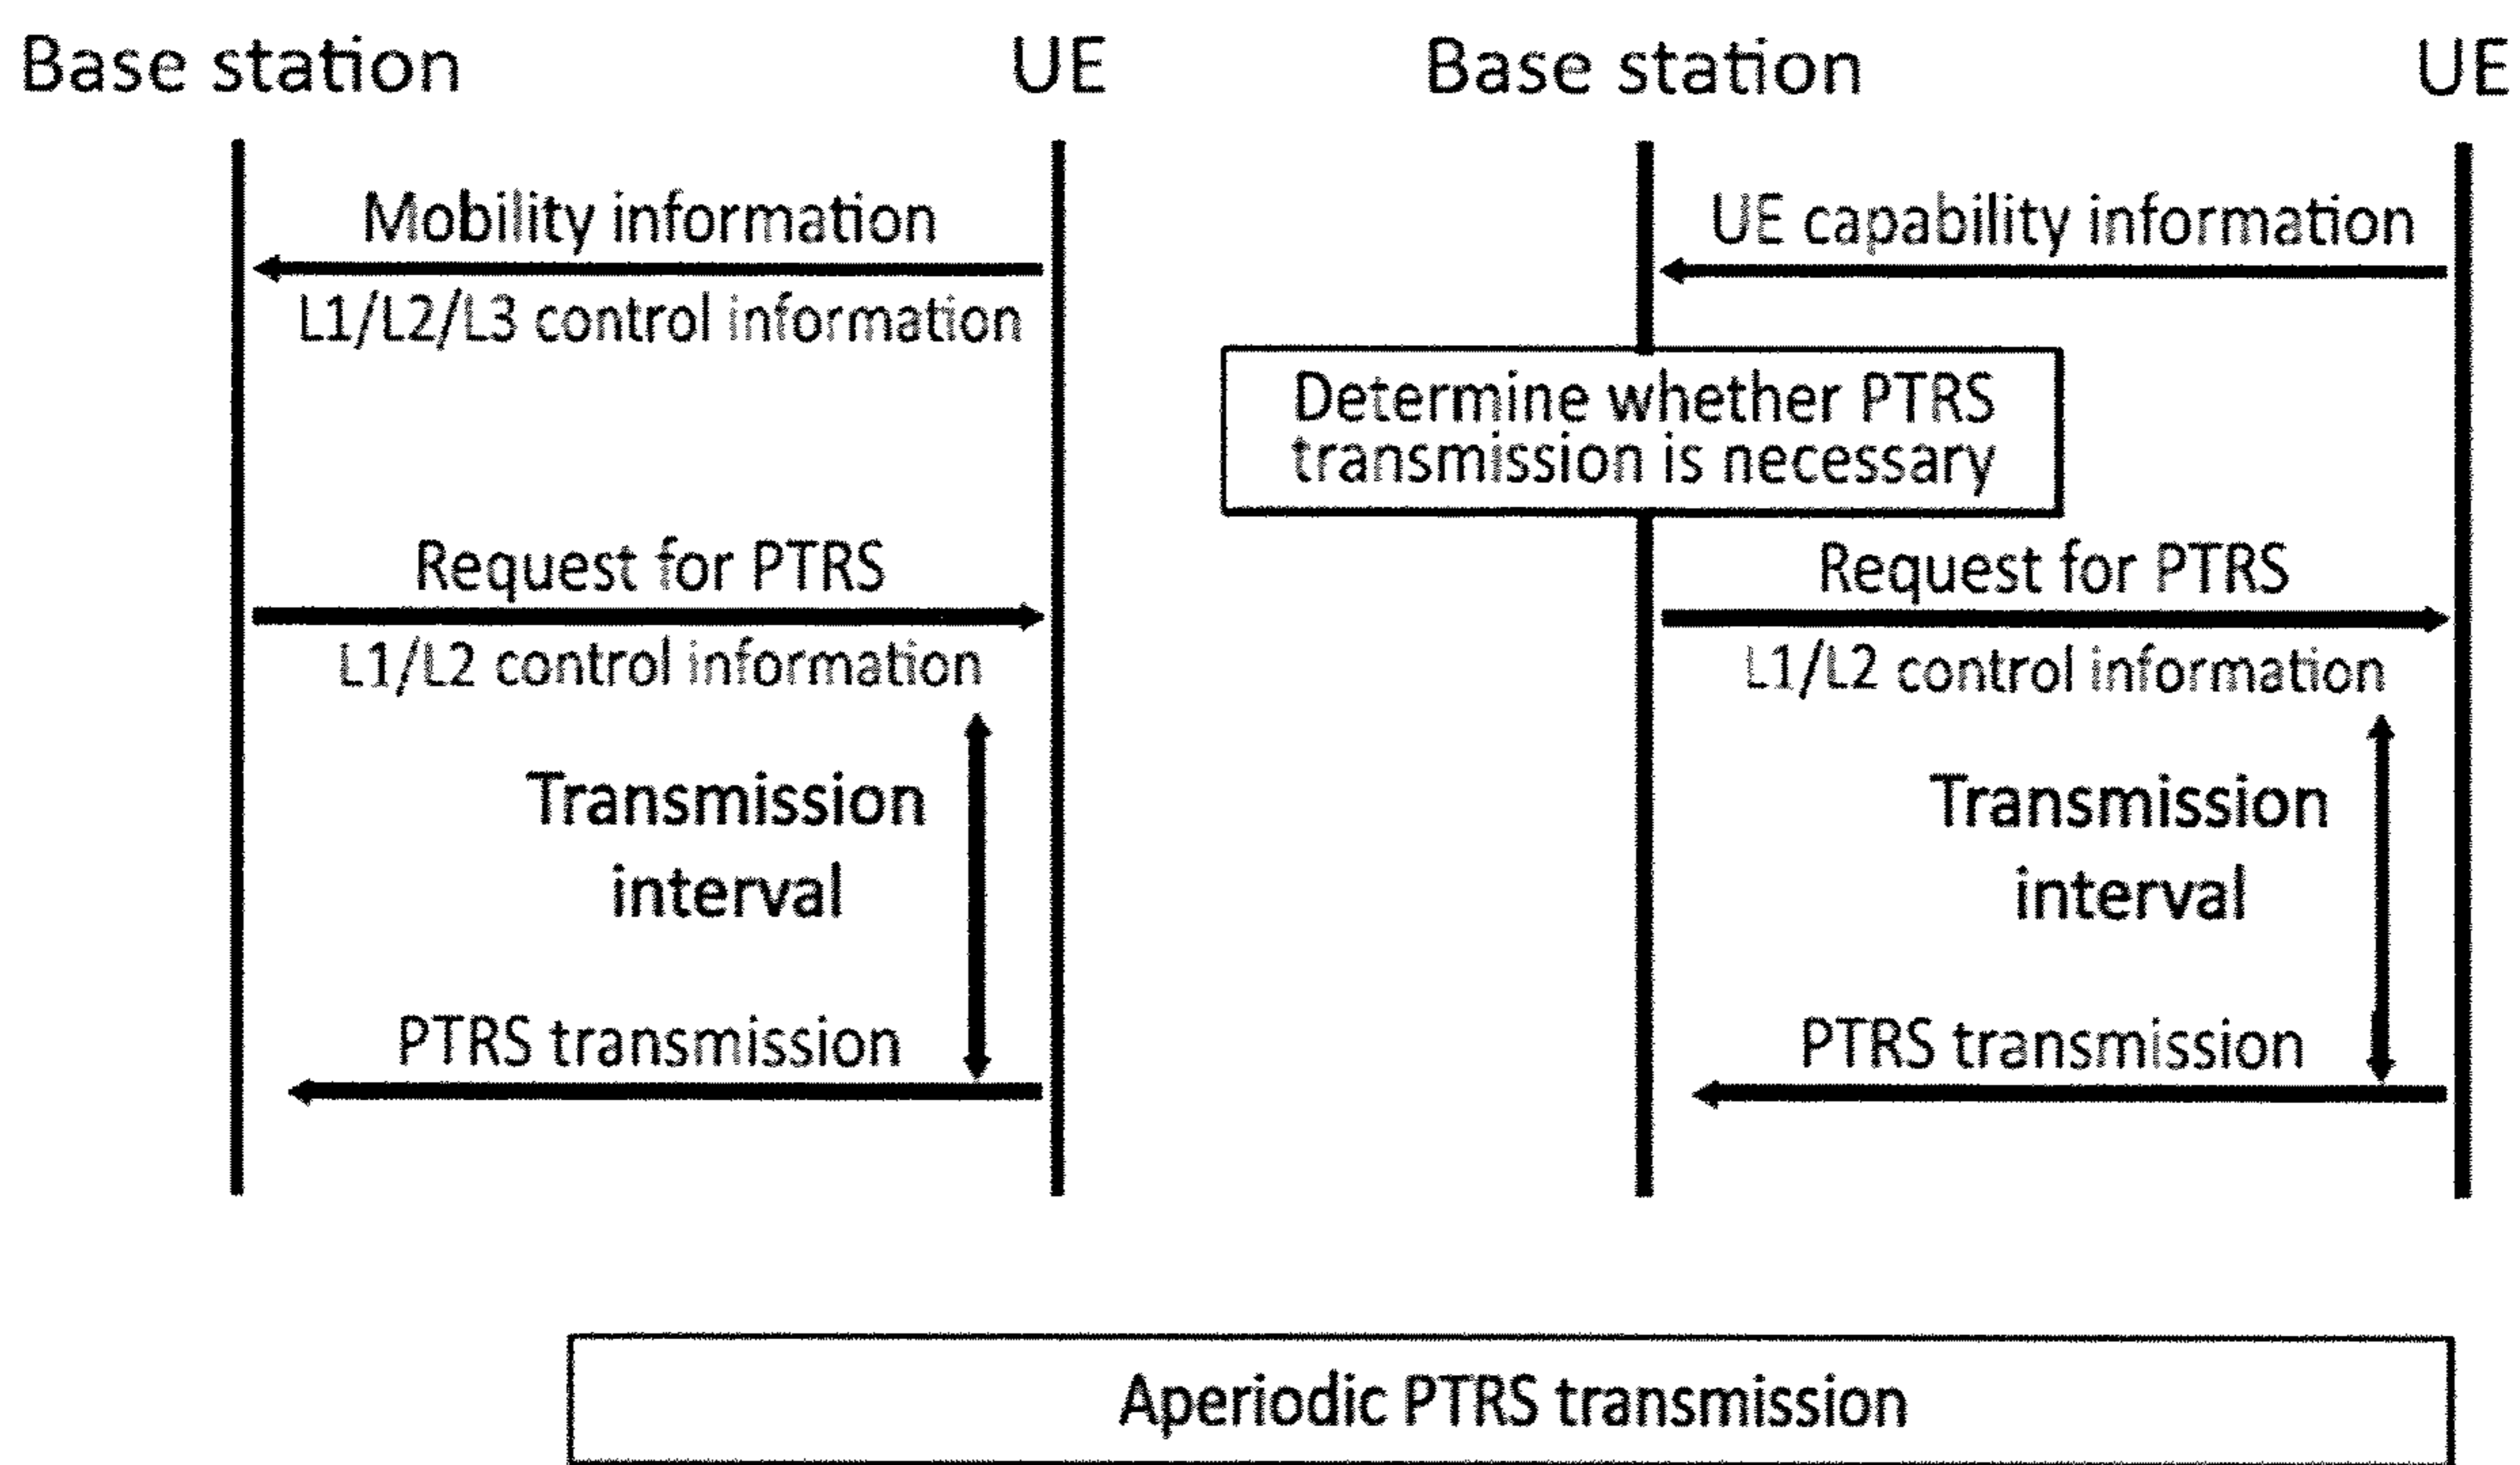 Base station
UE
Mobility information
L1/L2/L3 control information
Request for PTRS
L1/L2 control information
Transmission
interval
PTRS transmission
Base station
UE
UE capability information
Determine whether PTRS
transmission is necessary
Request for PTRS
L1/L2 control information
Transmission
interval
PTRS transmission
Aperiodic PTRS transmission